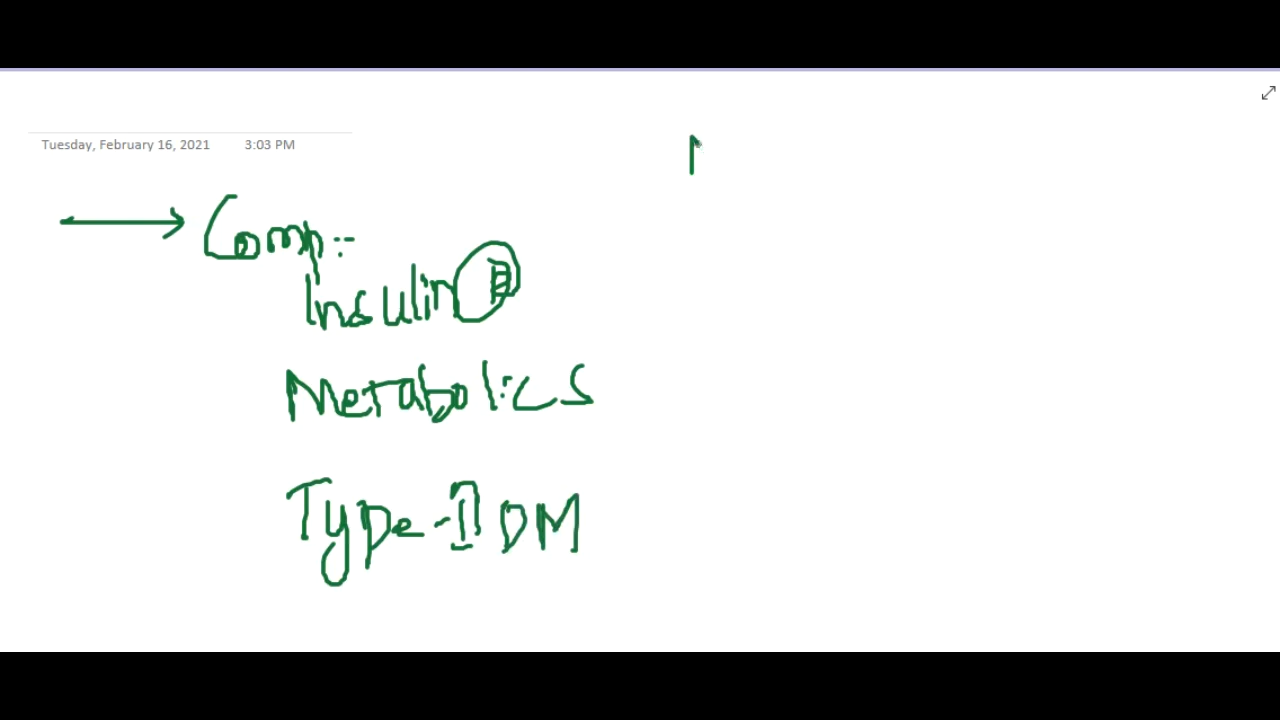 Tuesday, February 16, 2021 3:03 PM
Comp:-
Insulin (R)
Metabolics
Type-II DM